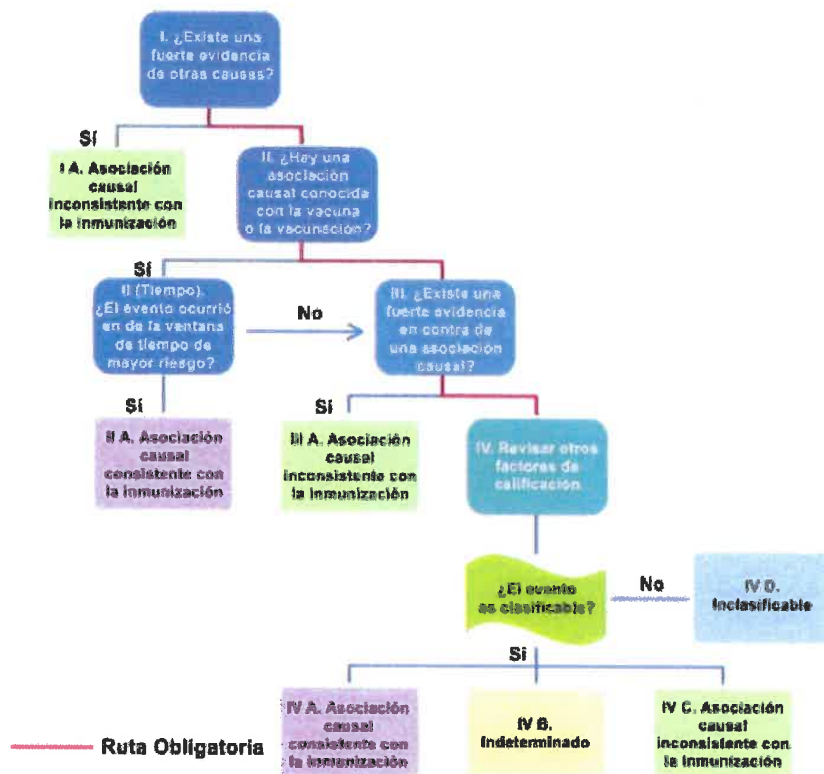 I. ¿Existe una
fuerte evidencia
de otras causas?
Sí
I A. Asociación
causal
inconsistente con
la inmunización
II. ¿Hay una
asociación
causal conocida
con la vacuna
o la vacunación?
Sí
II (Tiempo).
¿El evento ocurrió
en de la ventana
de tiempo de
mayor riesgo?
No
III. ¿Existe una
fuerte evidencia
en contra de
una asociación
causal?
Sí
II A. Asociación
causal
consistente con
la inmunización
Sí
III A. Asociación
causal
inconsistente con
la inmunización
IV. Revisar otros
factores de
calificación
¿El evento
es clasificable?
No
IV D.
Inclasificable
Sí
IV A. Asociación
causal
consistente con
la inmunización
IV B.
Indeterminado
IV C. Asociación
causal
inconsistente con
la inmunización
Ruta Obligatoria